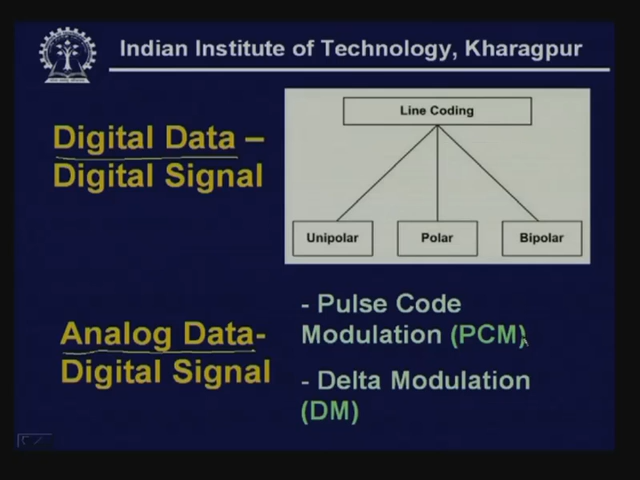 Indian Institute of Technology, Kharagpur
Digital Data –
Digital Signal
Line Coding
Unipolar
Polar
Bipolar
Analog Data-
Digital Signal
- Pulse Code
Modulation (PCM)
- Delta Modulation
(DM)